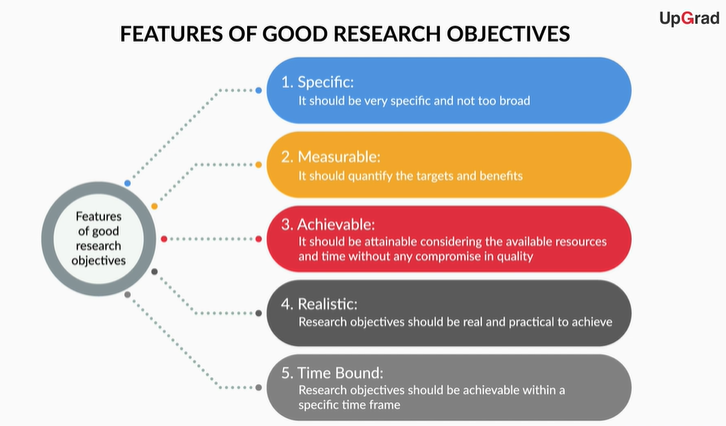 UpGrad
FEATURES OF GOOD RESEARCH OBJECTIVES
Features
of good
research
objectives
1. Specific:
It should be very specific and not too broad
2. Measurable:
It should quantify the targets and benefits
3. Achievable:
It should be attainable considering the available resources
and time without any compromise in quality
4. Realistic:
Research objectives should be real and practical to achieve
5. Time Bound:
Research objectives should be achievable within a
specific time frame